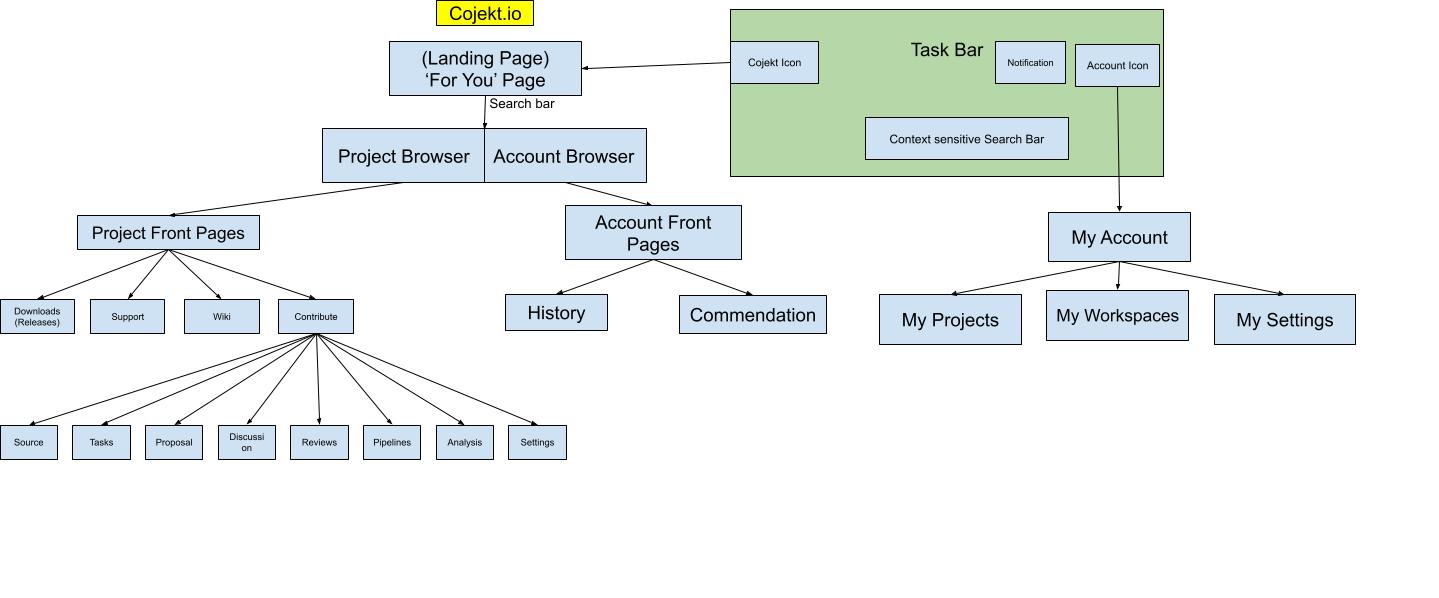 Cojekt.io
(Landing Page)
‘For You’ Page
Task Bar
Cojekt Icon
Notification
Account Icon
Search bar
Context sensitive Search Bar
Project Browser
Account Browser
Project Front Pages
Account Front
Pages
My Account
Downloads
(Releases)
Support
Wiki
Contribute
History
Commendation
My Projects
My Workspaces
My Settings
Source
Tasks
Proposal
Discussi
on
Reviews
Pipelines
Analysis
Settings